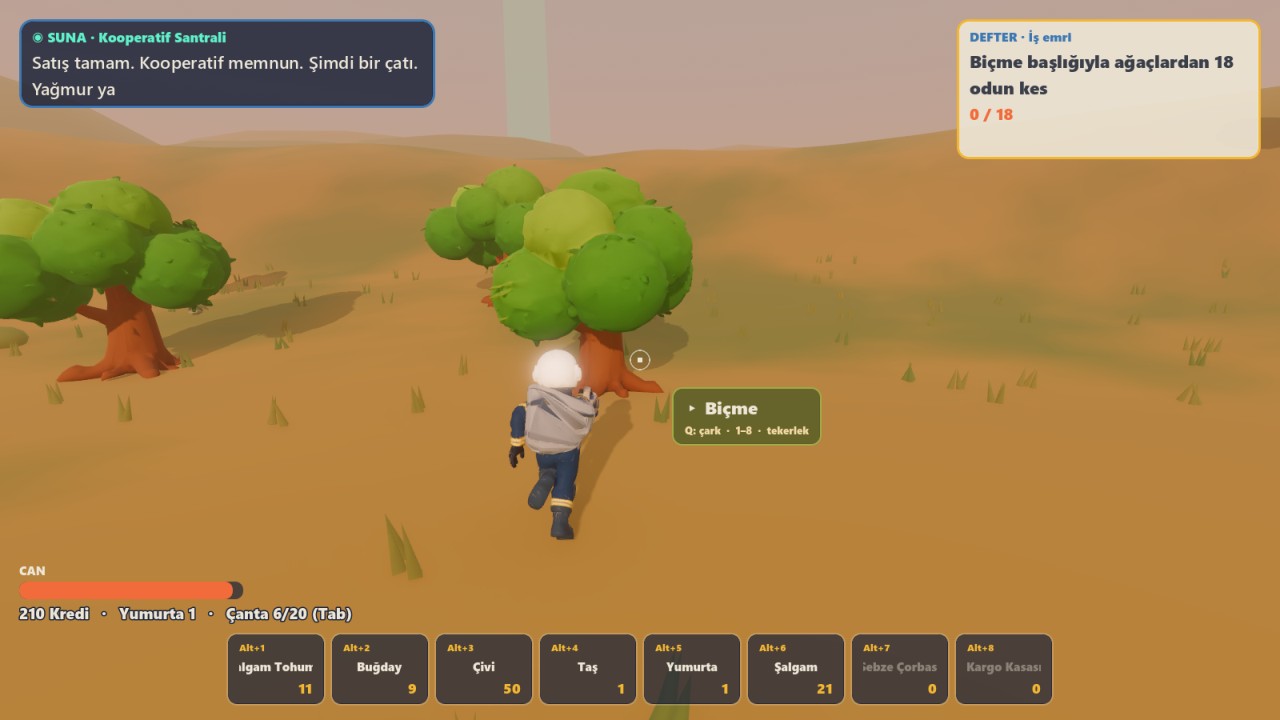 ◉ SUNA · Kooperatif Santrali
Satış tamam. Kooperatif memnun. Şimdi bir çatı.
Yağmur ya
DEFTER · İş emri
Biçme başlığıyla ağaçlardan 18
odun kes
0 / 18
‣ Biçme
Q: çark · 1–8 · tekerlek
CAN
210 Kredi · Yumurta 1 · Çanta 6/20 (Tab)
Alt+1
algam Tohum
11
Alt+2
Buğday
9
Alt+3
Çivi
50
Alt+4
Taş
1
Alt+5
Yumurta
1
Alt+6
Şalgam
21
Alt+7
Sebze Çorbas
0
Alt+8
Kargo Kasası
0